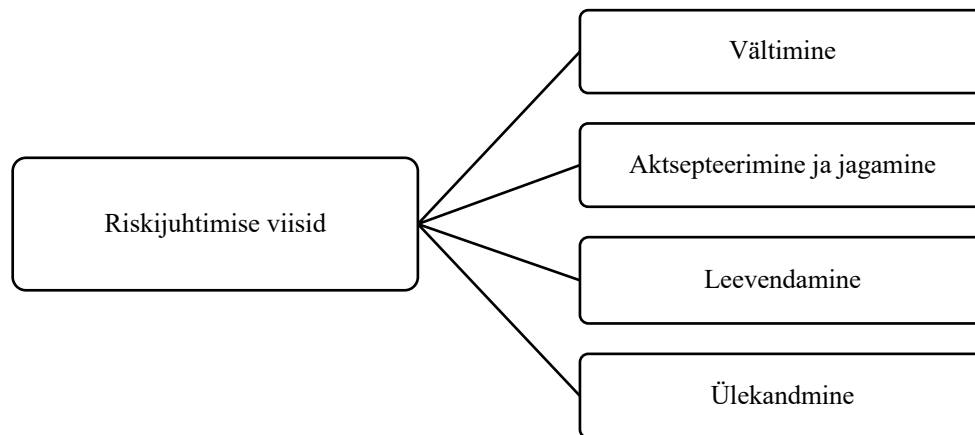 Vältimine
Aktsepteerimine ja jagamine
Riskijuhtimise viisid
Leevendamine
Ülekandmine